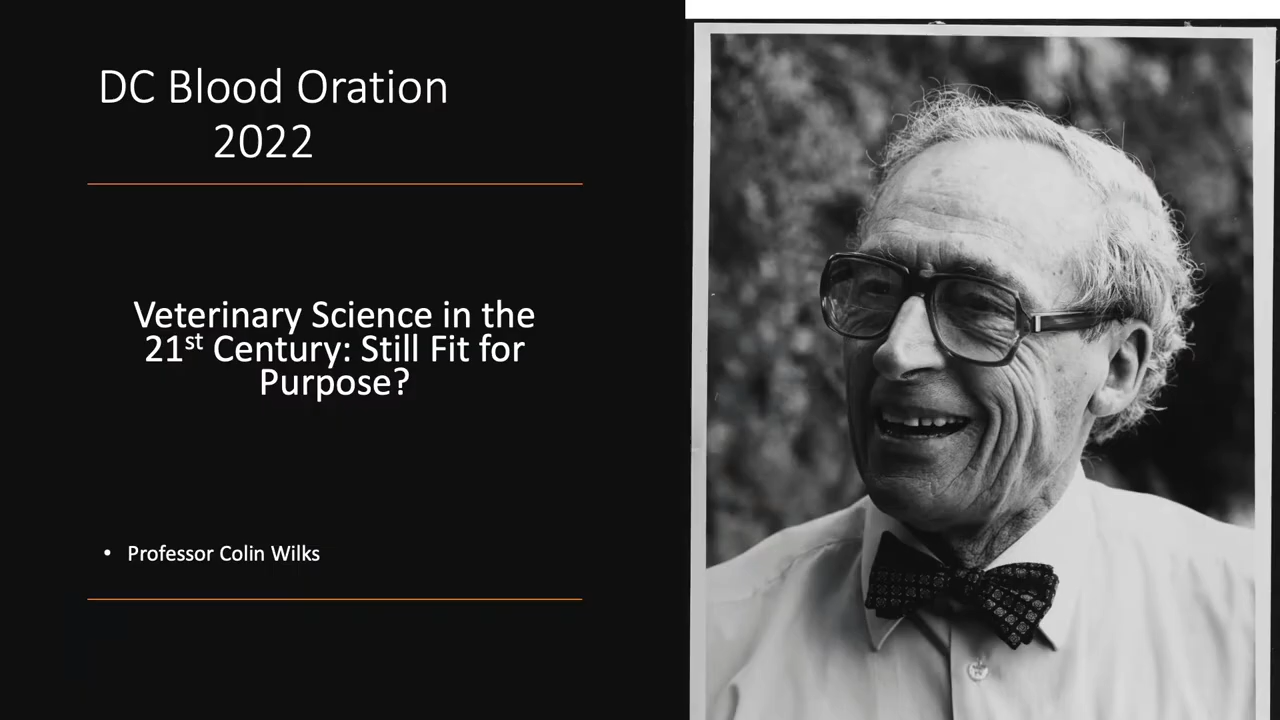 DC Blood Oration
2022
Veterinary Science in the
21st Century: Still Fit for
Purpose?
• Professor Colin Wilks